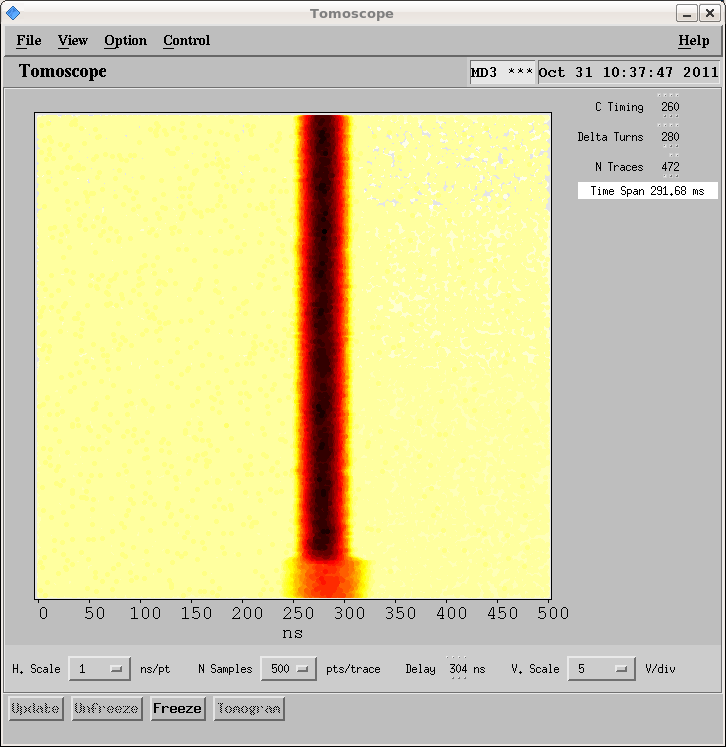 Tomoscope
File View Option Control Help
Tomoscope MD3 *** Oct 31 10:37:47 2011
C Timing 260
Delta Turns 280
N Traces 472
Time Span 291.68 ms
0 50 100 150 200 250 300 350 400 450 500
ns
H. Scale 1 ns/pt N Samples 500 pts/trace Delay 304 ns V. Scale 5 V/div
Update Unfreeze Freeze Tomogram